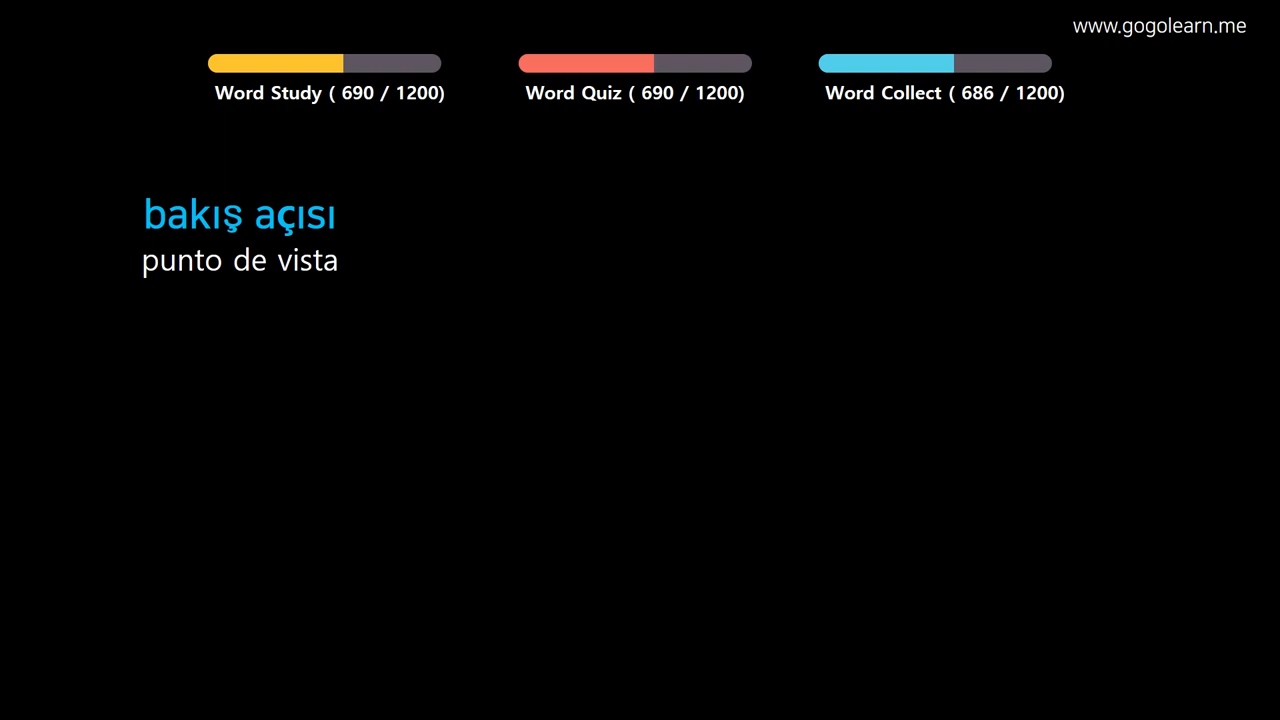 www.gogolearn.me
Word Study ( 690 / 1200)
Word Quiz ( 690 / 1200)
Word Collect ( 686 / 1200)
bakış açısı
punto de vista